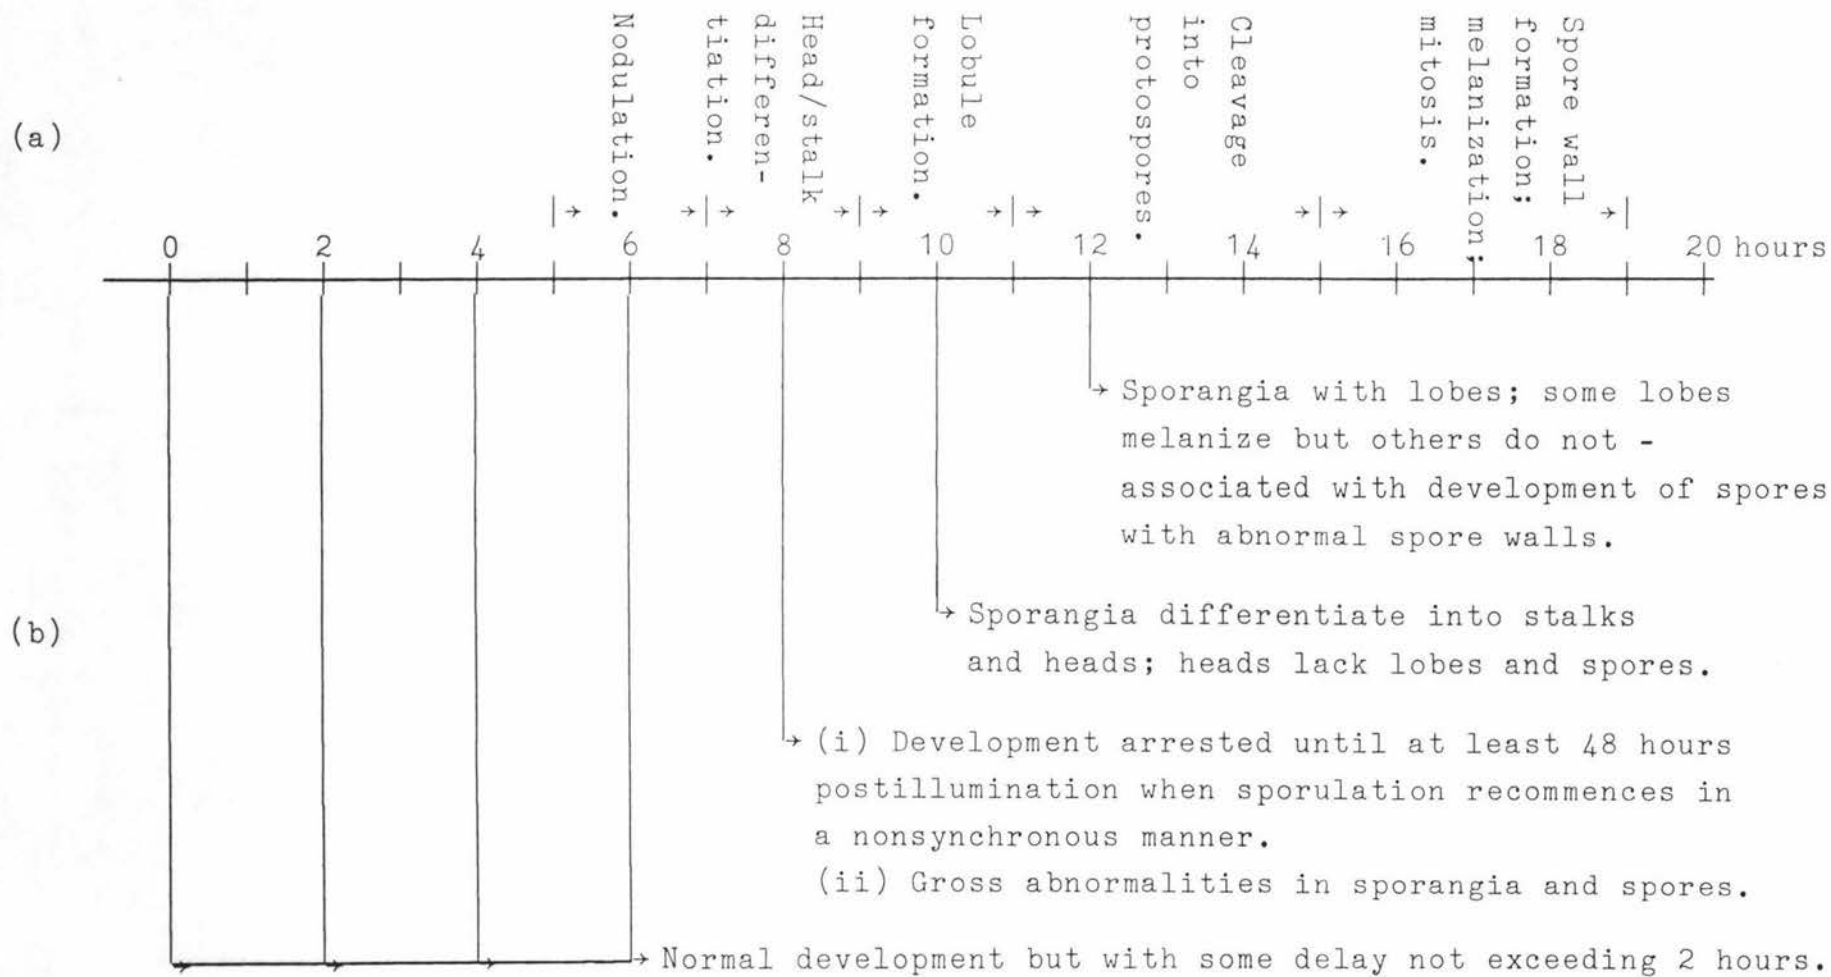 (a)
Nodulation.
Head/stalk
differen-
tiation.
Lobule
formation.
Cleavage
into
protospores.
Spore wall
formation;
melanization;
mitosis.
0 2 4 6 8 10 12 14 16 18 20 hours
(b)
Sporangia with lobes; some lobes
melanize but others do not -
associated with development of spores
with abnormal spore walls.
Sporangia differentiate into stalks
and heads; heads lack lobes and spores.
(i) Development arrested until at least 48 hours
postillumination when sporulation recommences in
a nonsynchronous manner.
(ii) Gross abnormalities in sporangia and spores.
Normal development but with some delay not exceeding 2 hours.